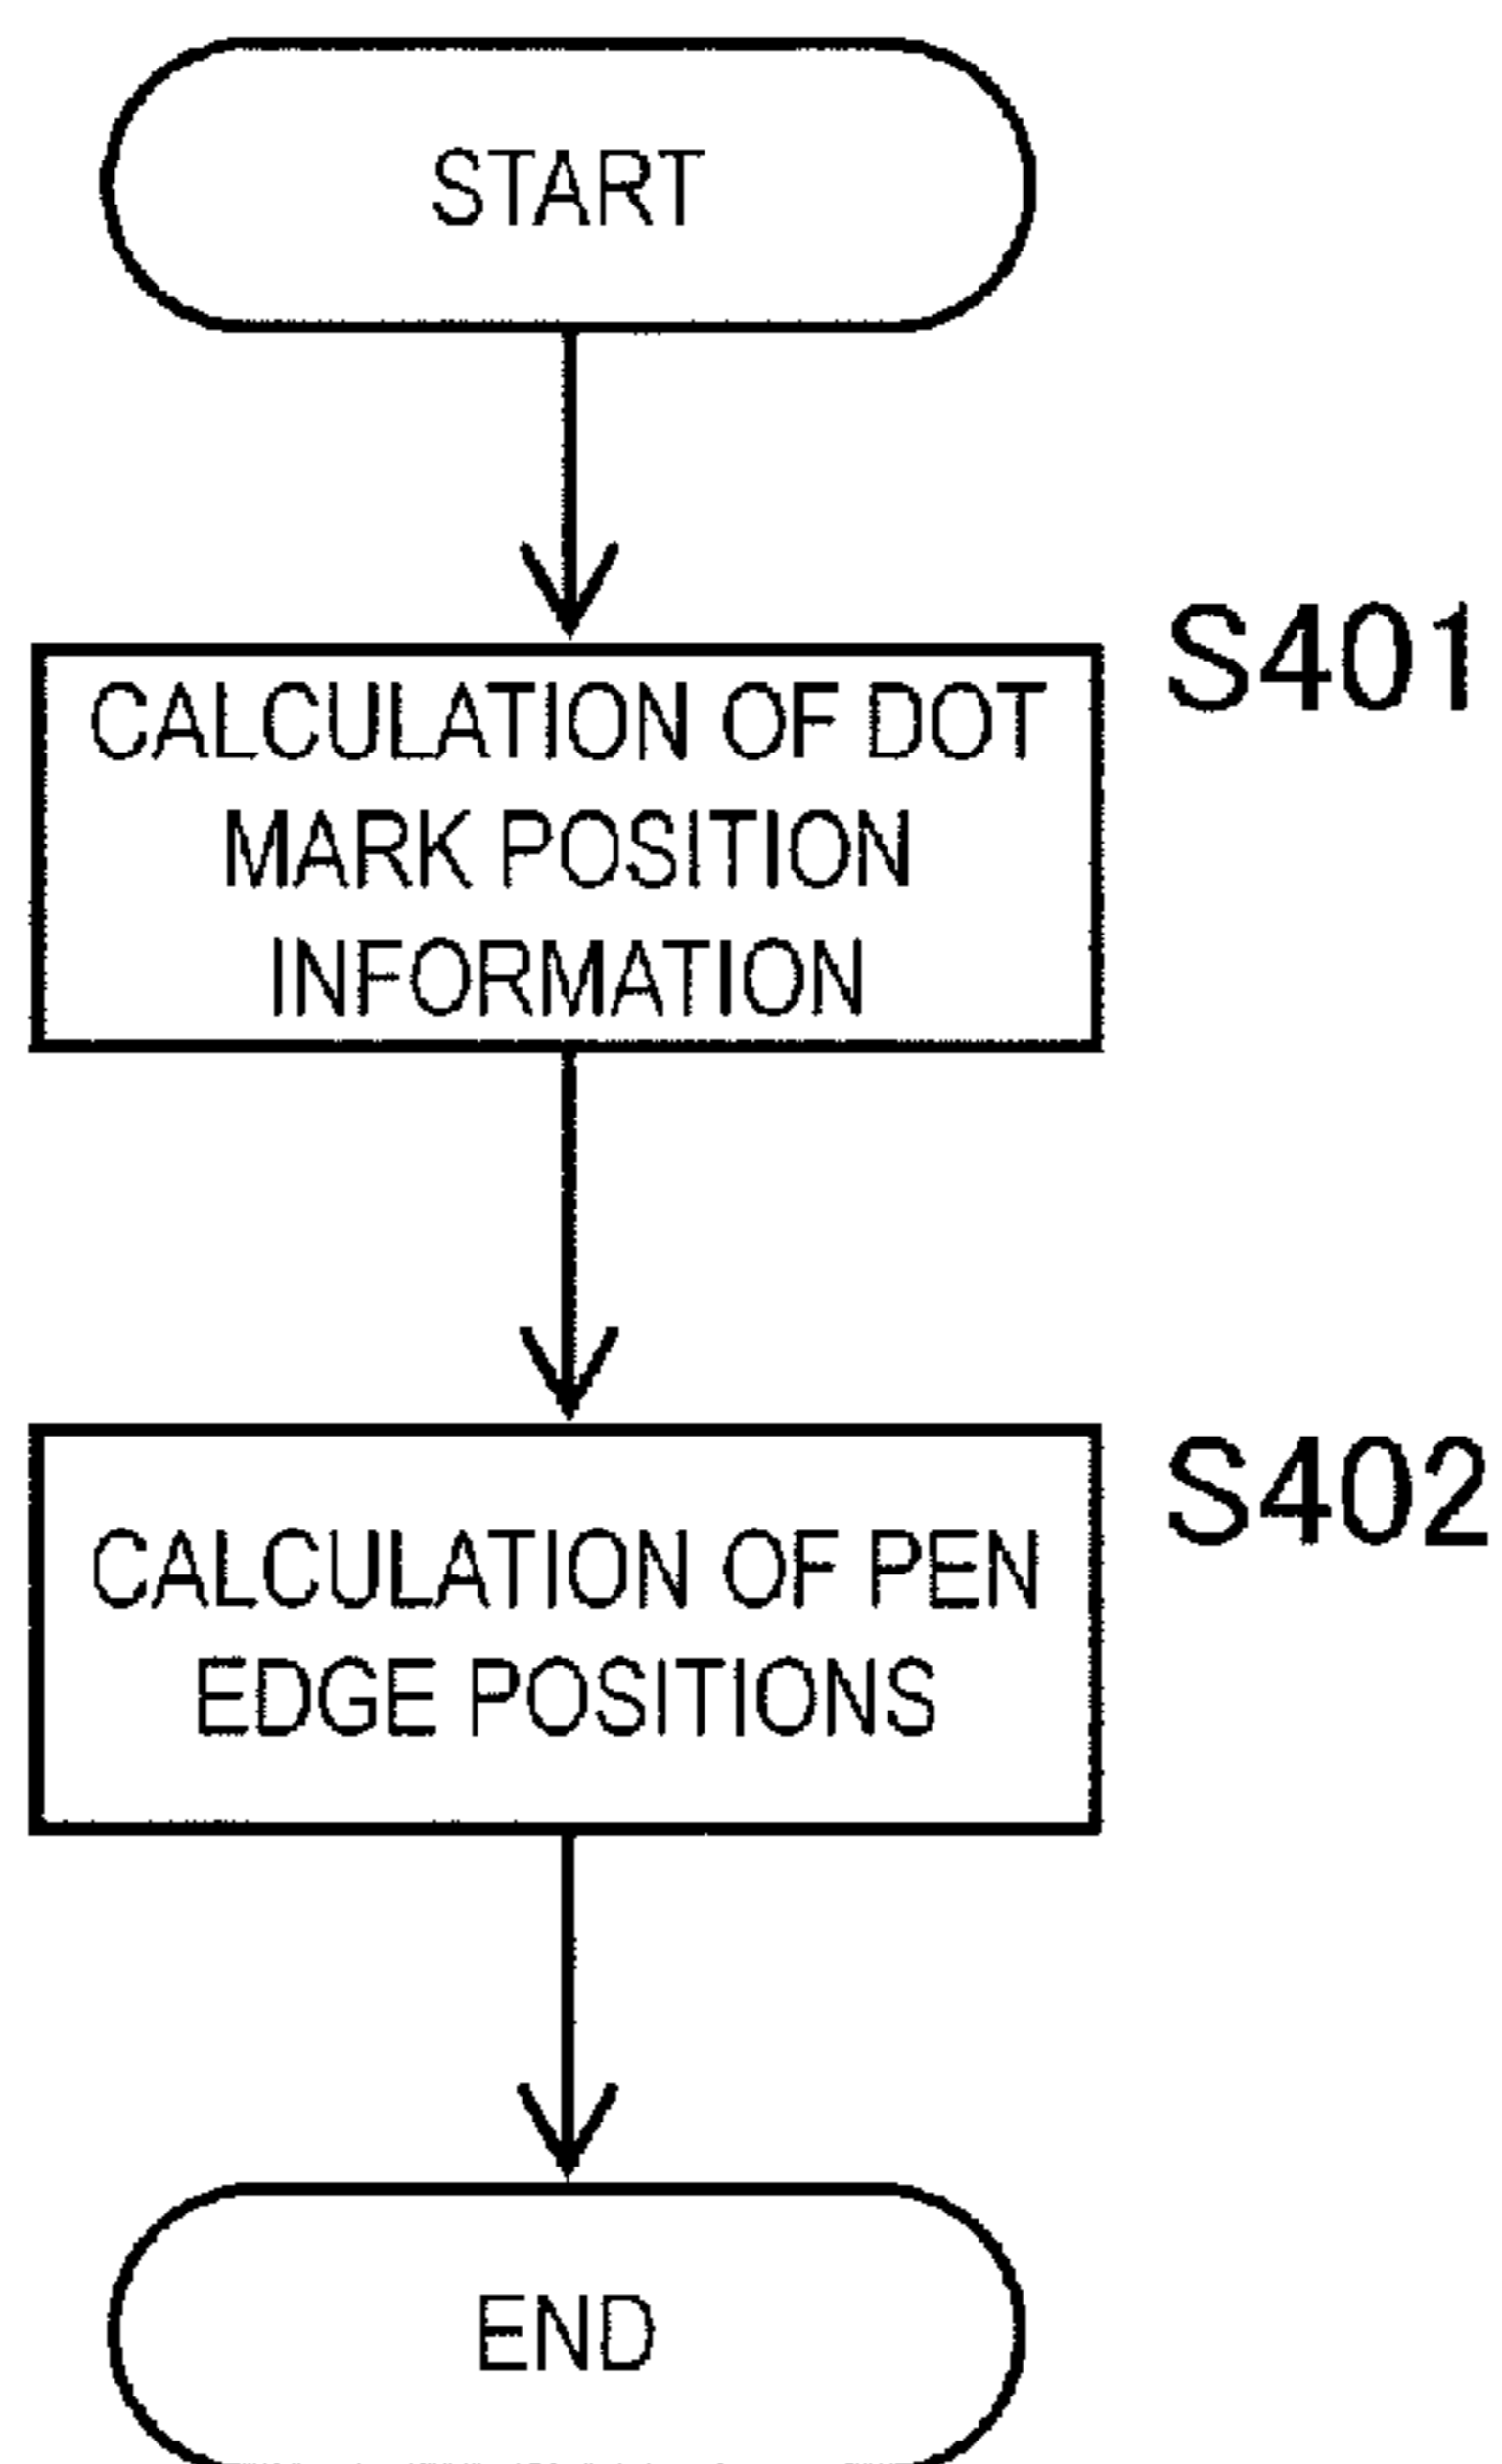 START
S401
CALCULATION OF DOT
MARK POSITION
INFORMATION
S402
CALCULATION OF PEN
EDGE POSITIONS
END